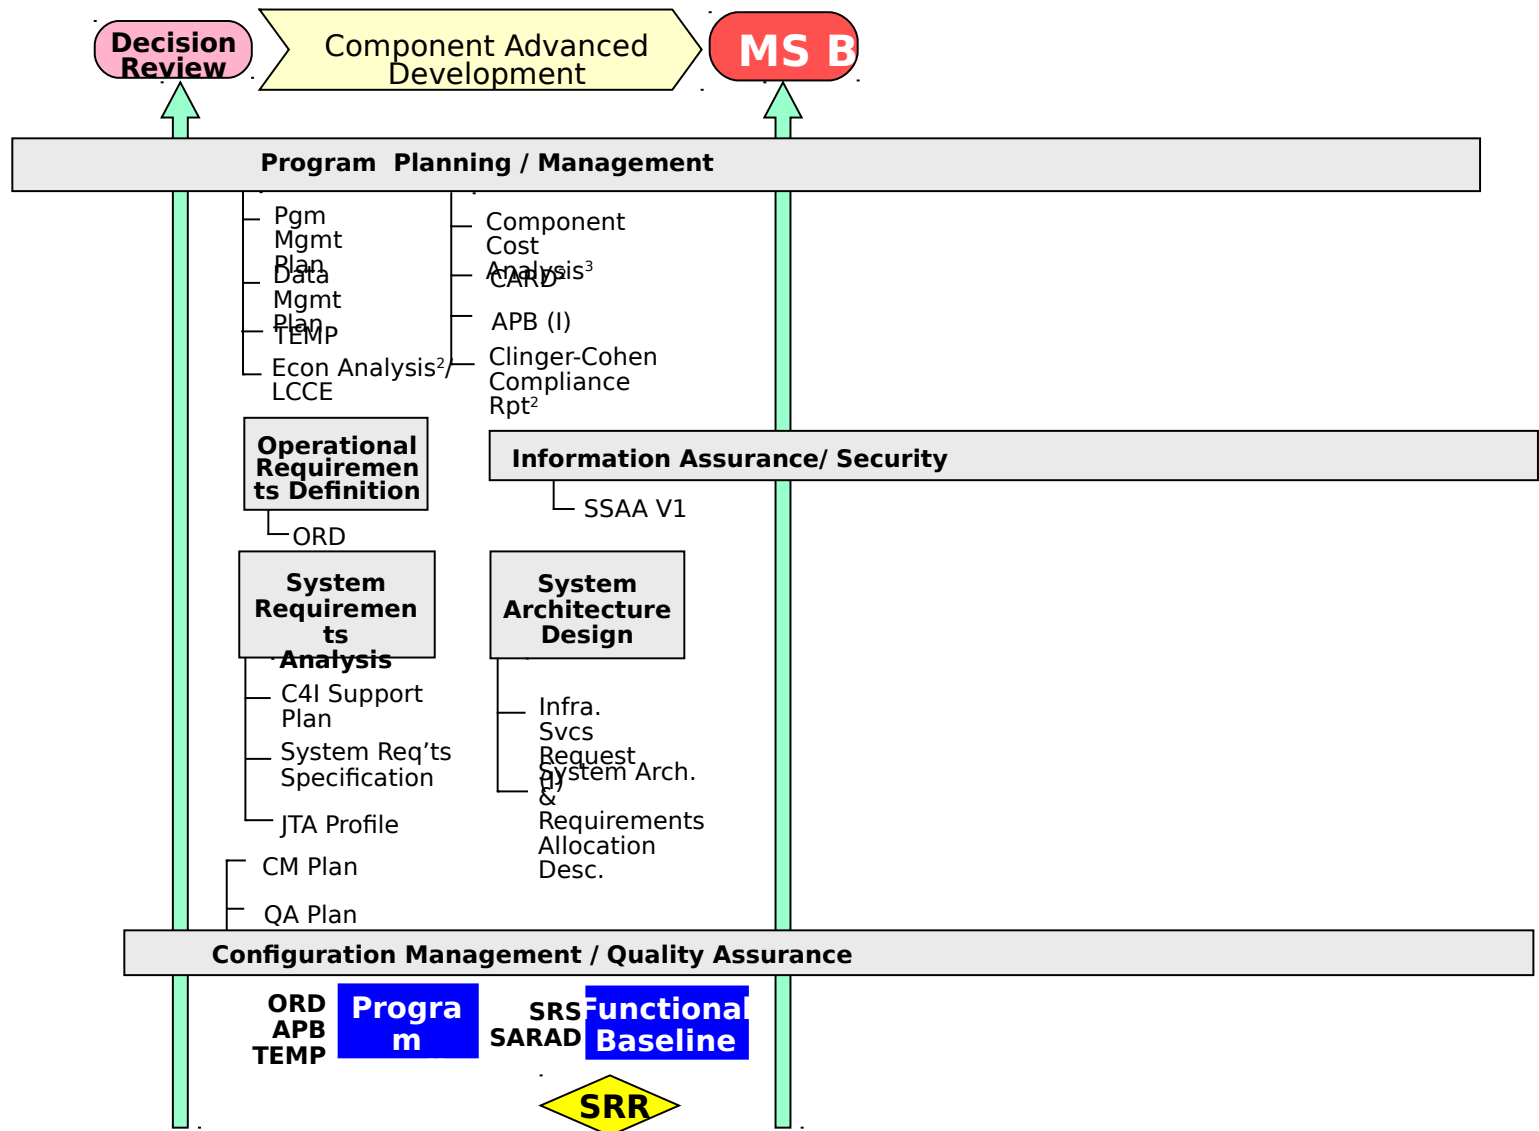 Decision
Review
Component Advanced
Development
MS B
Program  Planning / Management
Pgm
Mgmt
Plan
Data
Mgmt
Plan
TEMP
Econ Analysis²/
LCCE
Component
Cost
Analysis³
CARD²
APB (I)
Clinger-Cohen
Compliance
Rpt²
Operational
Requiremen
ts Definition
ORD
Information Assurance/ Security
SSAA V1
System
Requiremen
ts
Analysis
C4I Support
Plan
System Req’ts
Specification
JTA Profile
System
Architecture
Design
Infra.
Svcs
Request
(I)
System Arch.
&
Requirements
Allocation
Desc.
CM Plan
QA Plan
Configuration Management / Quality Assurance
ORD
APB
TEMP
Progra
m
SRS
SARAD
Functional
Baseline
SRR